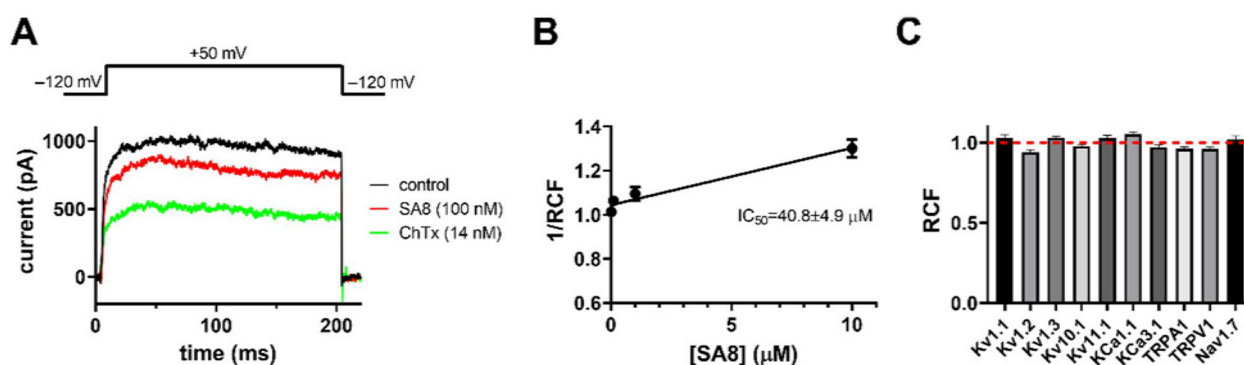 A
B
C
+50 mV
–120 mV
–120 mV
1000
500
0
current (pA)
0
100
200
time (ms)
control
SA8 (100 nM)
ChTx (14 nM)
1.4
1.2
1.0
0.8
0.6
1/RCF
IC50=40.8±4.9 µM
0
5
10
[SA8] (µM)
1.0
0.5
0.0
RCF
Kv1.1
Kv1.2
Kv1.3
Kv10.1
Kv11.1
KCa1.1
KCa3.1
TRPA1
TRPV1
Nav1.7